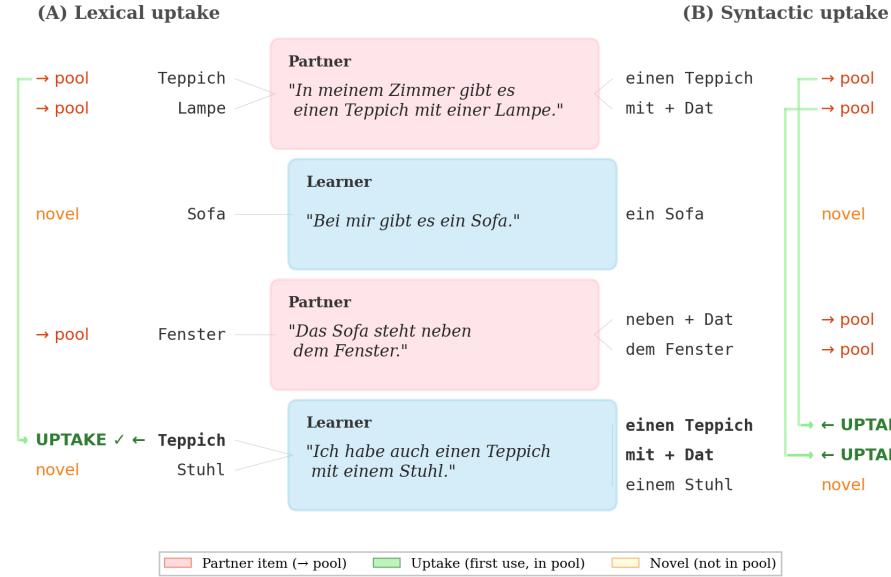 (A) Lexical uptake
(B) Syntactic uptake
→ pool
Teppich
→ pool
Lampe
Partner
"In meinem Zimmer gibt es
einen Teppich mit einer Lampe."
einen Teppich
→ pool
mit + Dat
→ pool
novel
Sofa
Learner
"Bei mir gibt es ein Sofa."
ein Sofa
novel
→ pool
Fenster
Partner
"Das Sofa steht neben
dem Fenster."
neben + Dat
→ pool
dem Fenster
→ pool
UPTAKE ✓ ←
Teppich
novel
Stuhl
Learner
"Ich habe auch einen Teppich
mit einem Stuhl."
einen Teppich
← UPTA
mit + Dat
← UPTA
einem Stuhl
novel
Partner item (→ pool)
Uptake (first use, in pool)
Novel (not in pool)